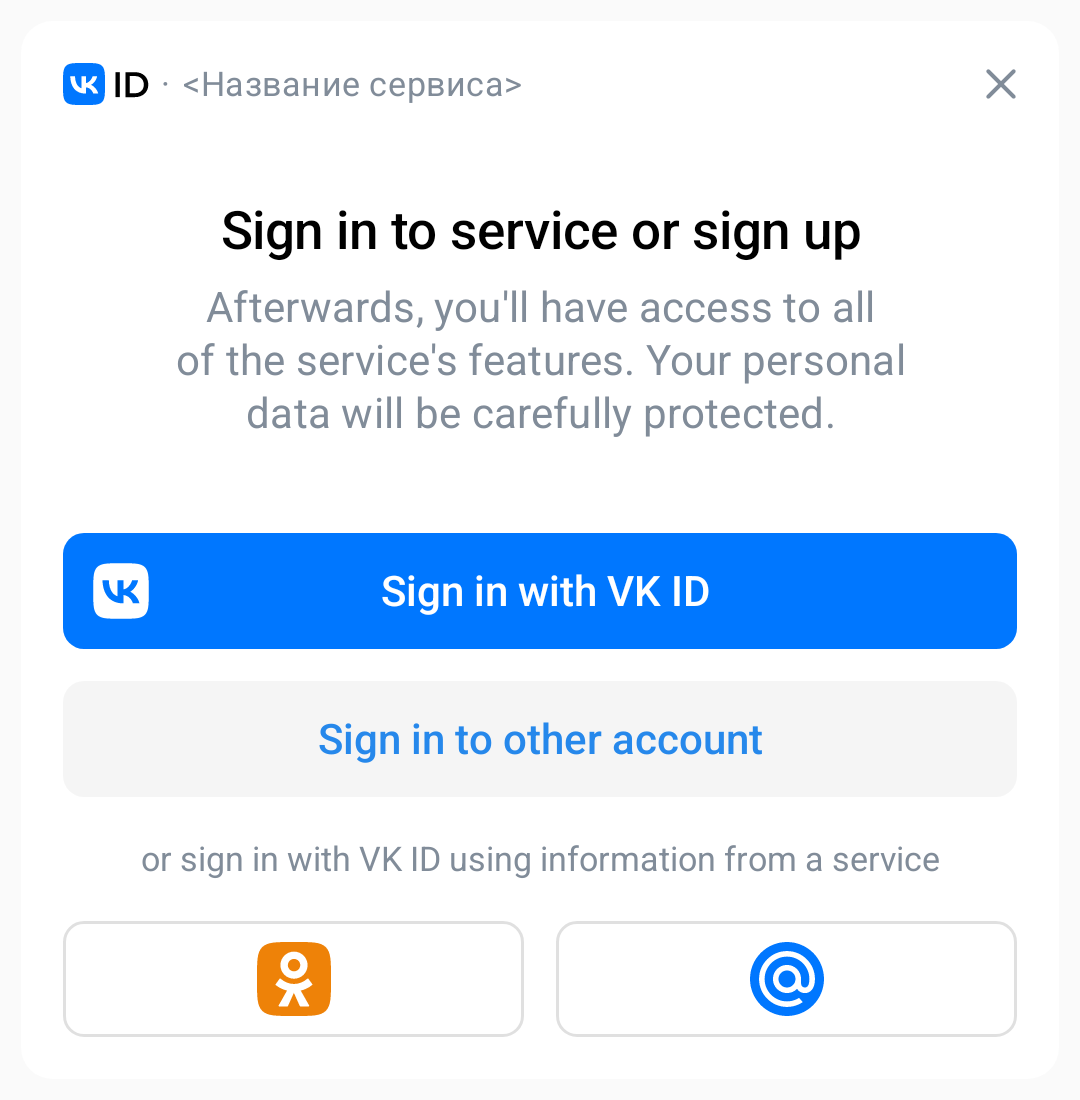 VK ID · <Название сервиса>
Sign in to service or sign up
Afterwards, you'll have access to all
of the service's features. Your personal
data will be carefully protected.
VK Sign in with VK ID
Sign in to other account
or sign in with VK ID using information from a service
@